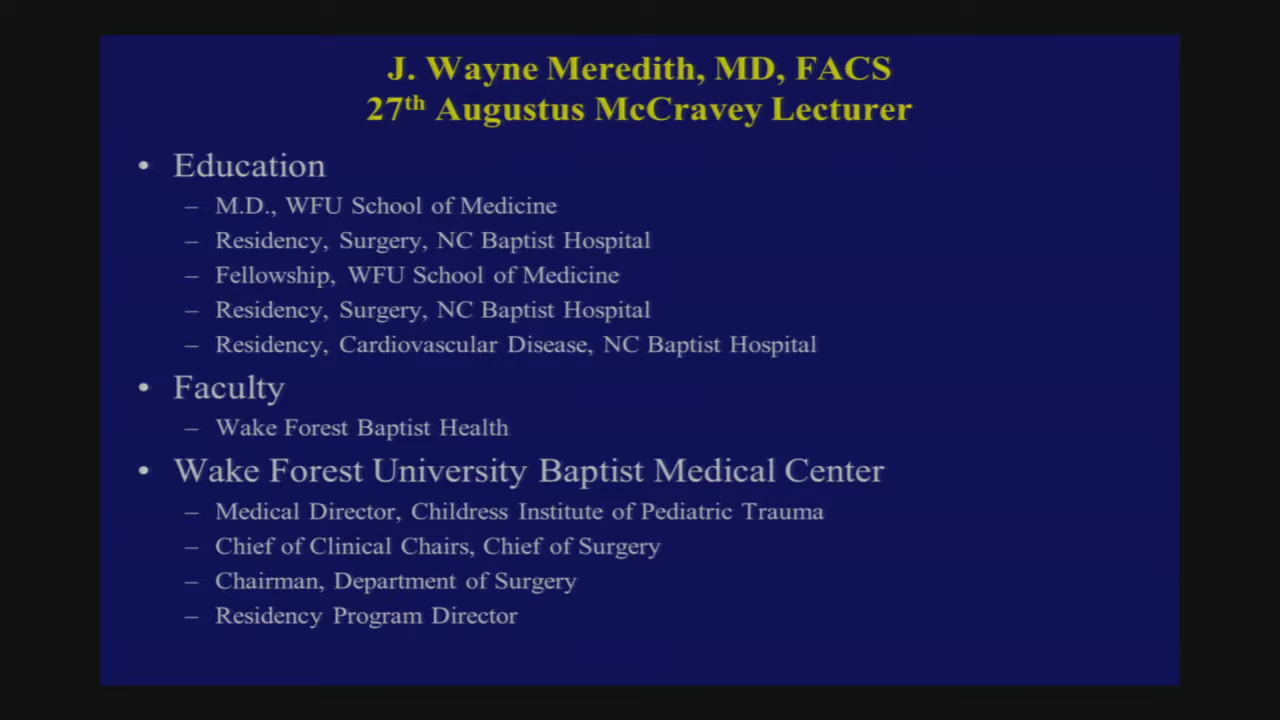 J. Wayne Meredith, MD, FACS
27th Augustus McCravey Lecturer
• Education
– M.D., WFU School of Medicine
– Residency, Surgery, NC Baptist Hospital
– Fellowship, WFU School of Medicine
– Residency, Surgery, NC Baptist Hospital
– Residency, Cardiovascular Disease, NC Baptist Hospital
• Faculty
– Wake Forest Baptist Health
• Wake Forest University Baptist Medical Center
– Medical Director, Childress Institute of Pediatric Trauma
– Chief of Clinical Chairs, Chief of Surgery
– Chairman, Department of Surgery
– Residency Program Director